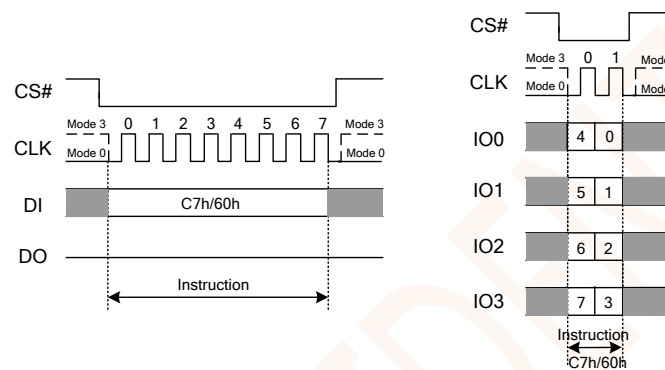 CS#
Mode 3 0 1 2 3 4 5 6 7 Mode 3
CLK
Mode 0 Mode 0
DI C7h/60h
DO
Instruction
CS#
Mode 3 0 1 Mode
CLK
Mode 0 Mode
IO0 4 0
IO1 5 1
IO2 6 2
IO3 7 3
Instruction
C7h/60h